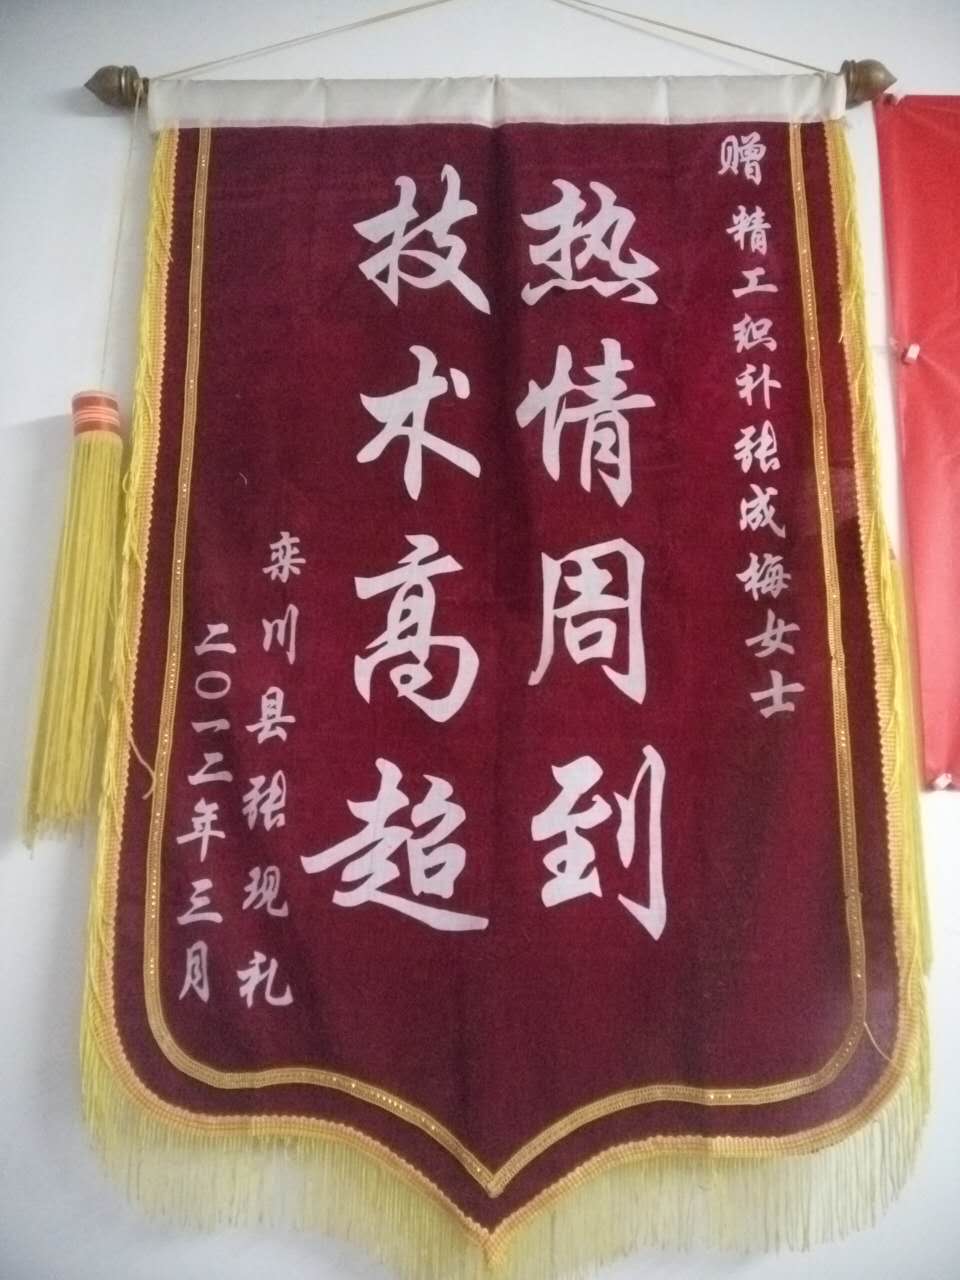 赠精工织补张成梅女士
热情周到
技术高超
栾川县张现礼
二〇一二年三月